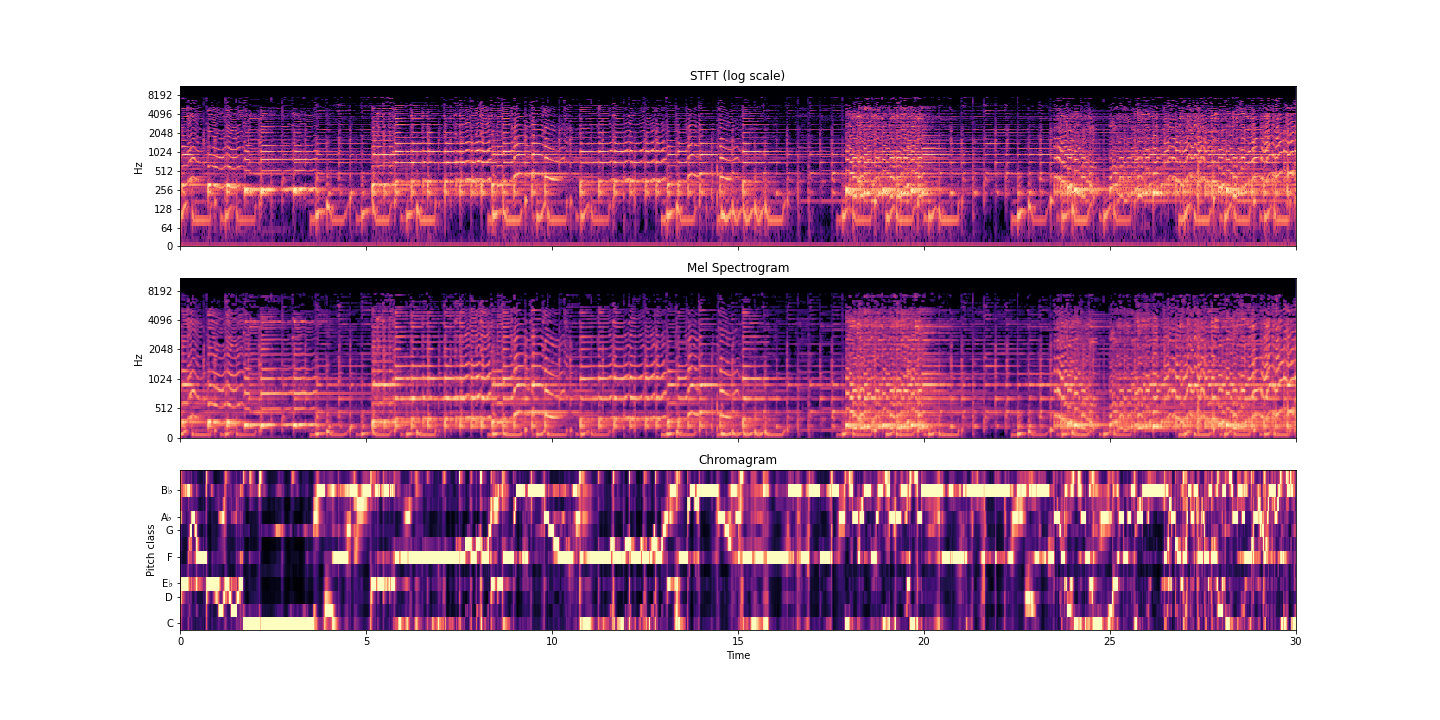 STFT (log scale)
8192
4096
2048
1024
512
256
128
64
0
Hz
Mel Spectrogram
8192
4096
2048
1024
512
0
Hz
Chromagram
B♭
A♭
G
F
E♭
D
C
Pitch class
0 5 10 15 20 25 30
Time